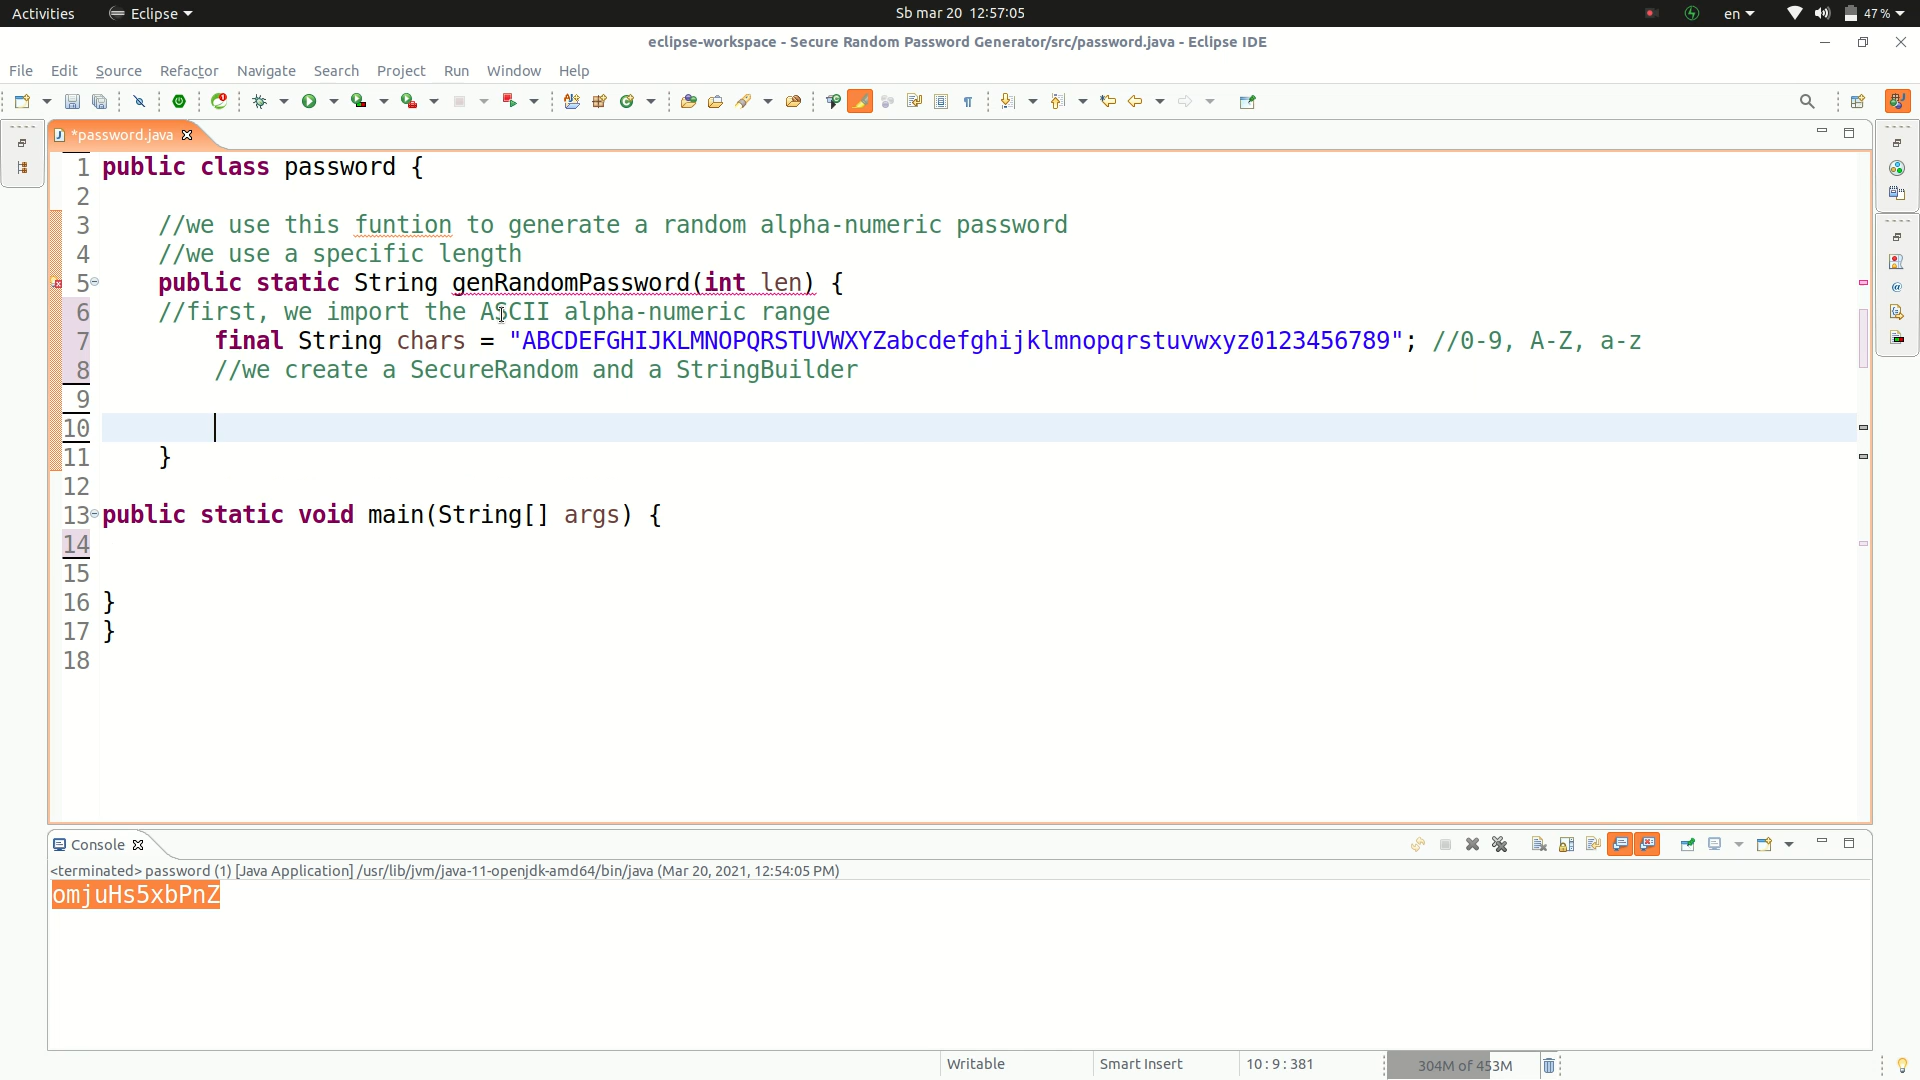 Activities
Eclipse
Sb mar 20 12:57:05
en
47 %
eclipse-workspace - Secure Random Password Generator/src/password.java - Eclipse IDE
File Edit Source Refactor Navigate Search Project Run Window Help
*password.java
1 public class password {
2
3 //we use this funtion to generate a random alpha-numeric password
4 //we use a specific length
5 public static String genRandomPassword(int len) {
6 //first, we import the ASCII alpha-numeric range
7 final String chars = "ABCDEFGHIJKLMNOPQRSTUVWXYZabcdefghijklmnopqrstuvwxyz0123456789"; //0-9, A-Z, a-z
8 //we create a SecureRandom and a StringBuilder
9
10
11 }
12
13 public static void main(String[] args) {
14
15
16 }
17 }
18
Console
<terminated> password (1) [Java Application] /usr/lib/jvm/java-11-openjdk-amd64/bin/java (Mar 20, 2021, 12:54:05 PM)
omjuHs5xbPnZ
Writable Smart Insert 10 : 9 : 381 304M of 453M